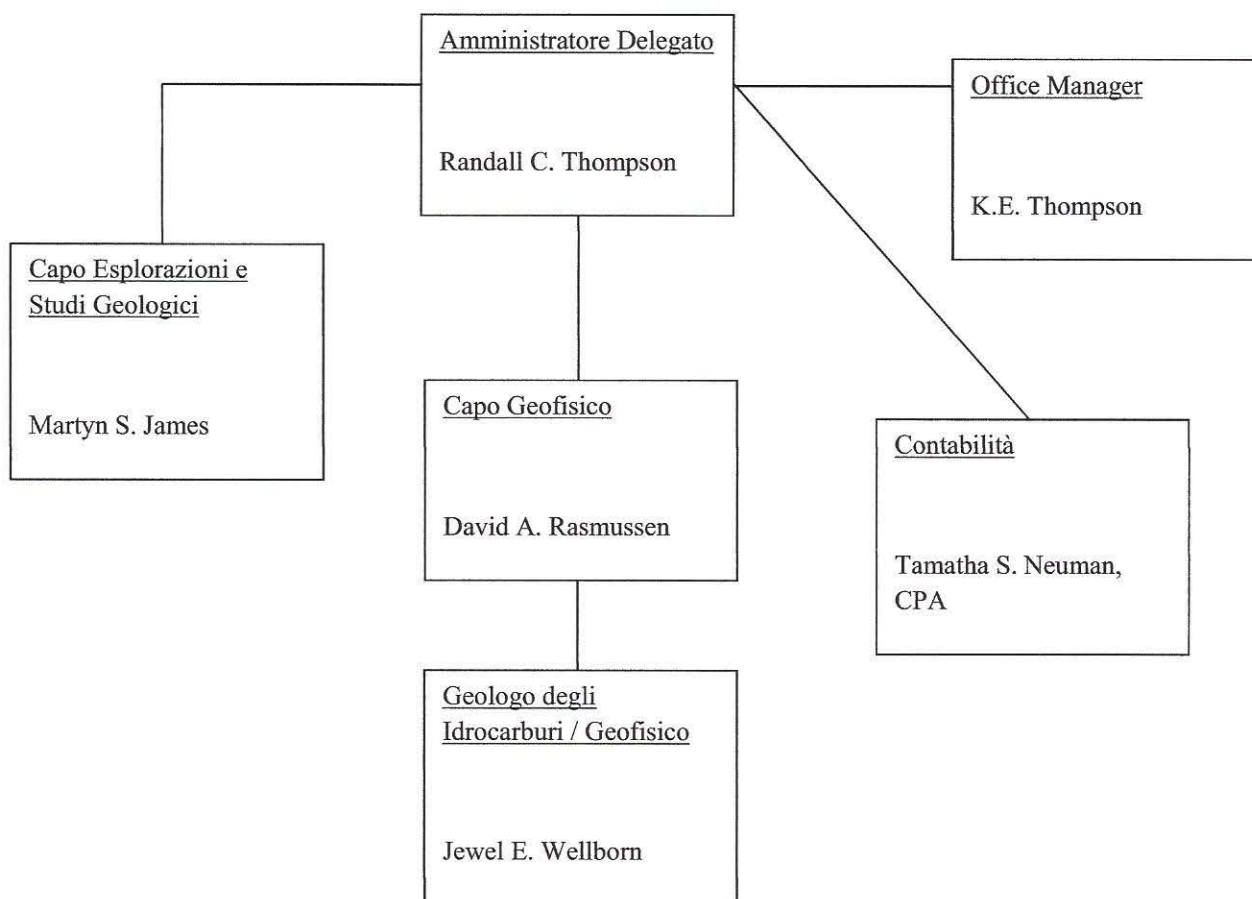 Amministratore Delegato
Randall C. Thompson
Office Manager
K.E. Thompson
Capo Esplorazioni e
Studi Geologici
Martyn S. James
Capo Geofisico
David A. Rasmussen
Contabilità
Tamatha S. Neuman,
CPA
Geologo degli
Idrocarburi / Geofisico
Jewel E. Wellborn